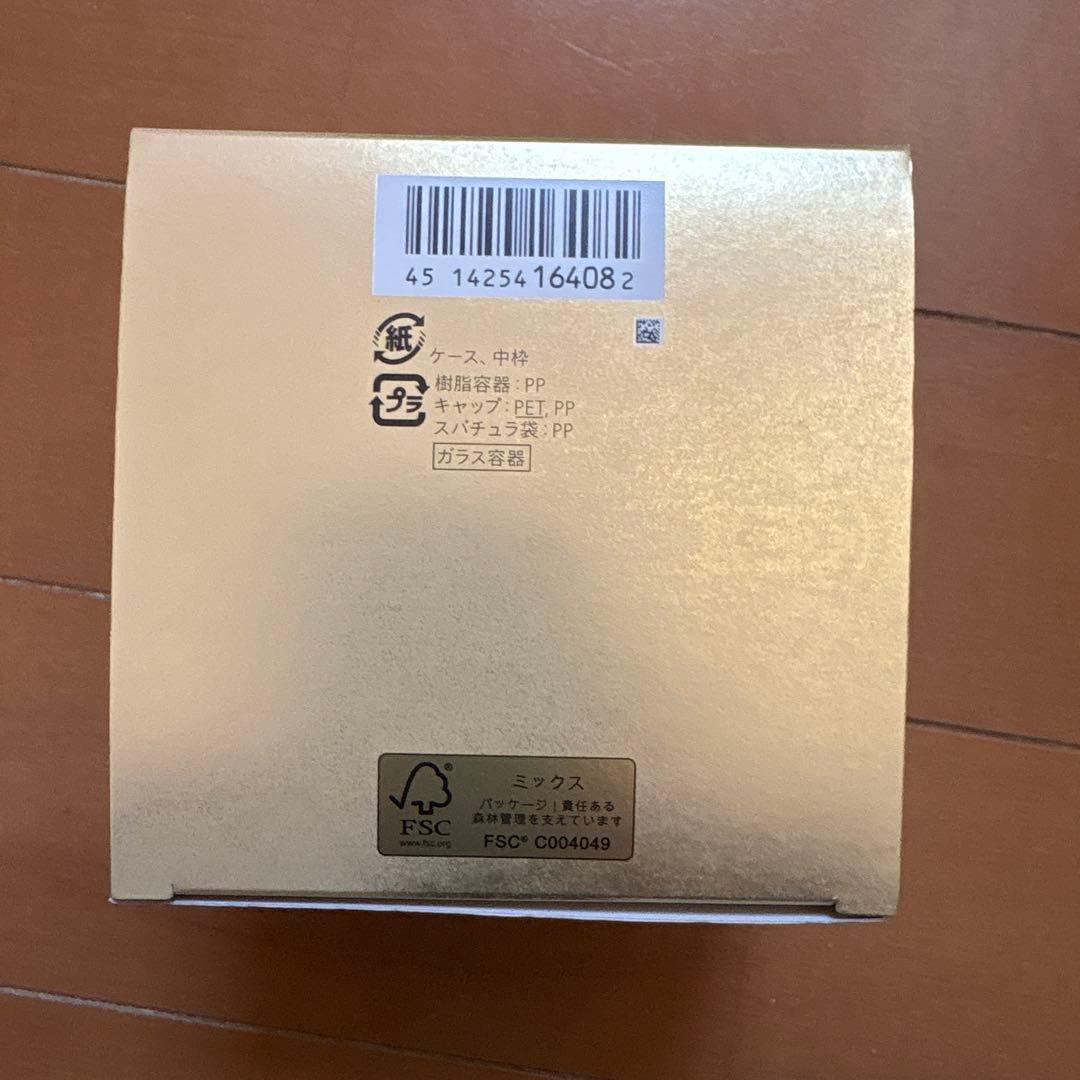 45 14254 16408 2
紙
ケース、中枠
プラ
樹脂容器:PP
キャップ:PET, PP
スパチュラ袋:PP
ガラス容器
FSC®
www.fsc.org
ミックス
パッケージ|責任ある
森林管理を支えています
FSC® C004049